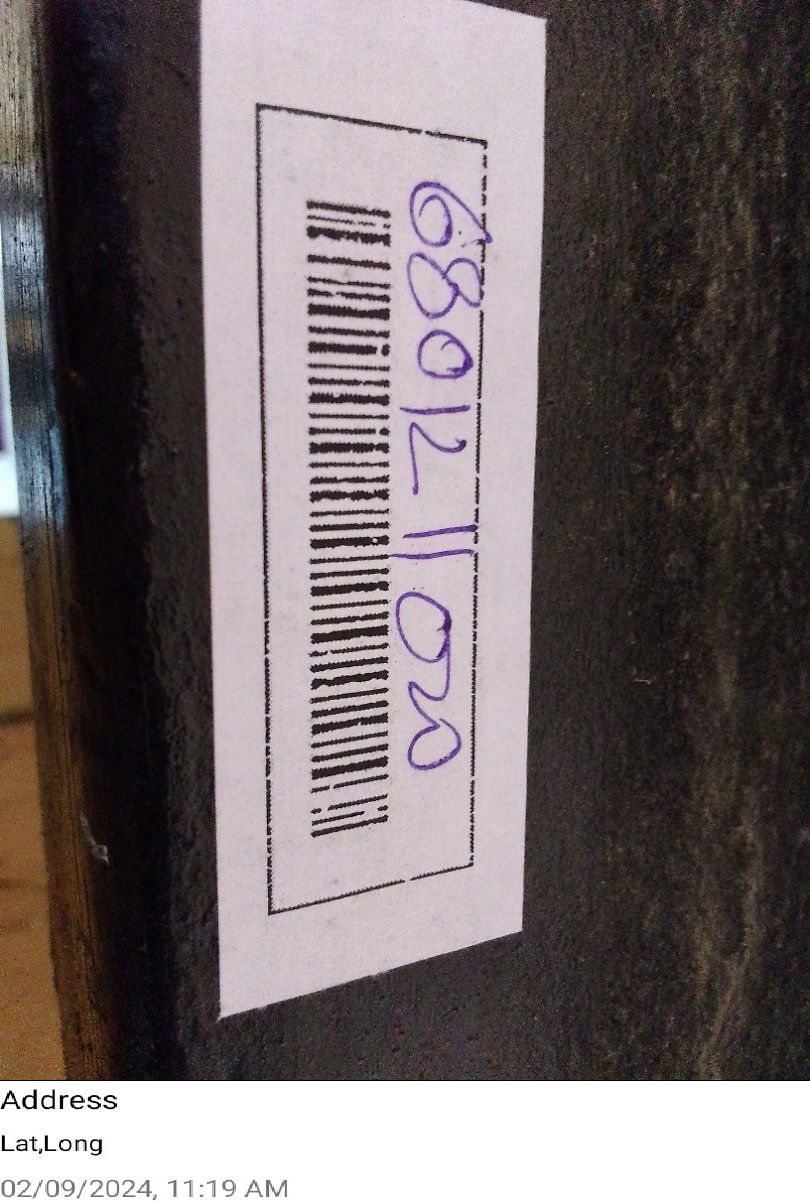 6801211020
Address
Lat,Long
02/09/2024, 11:19 AM